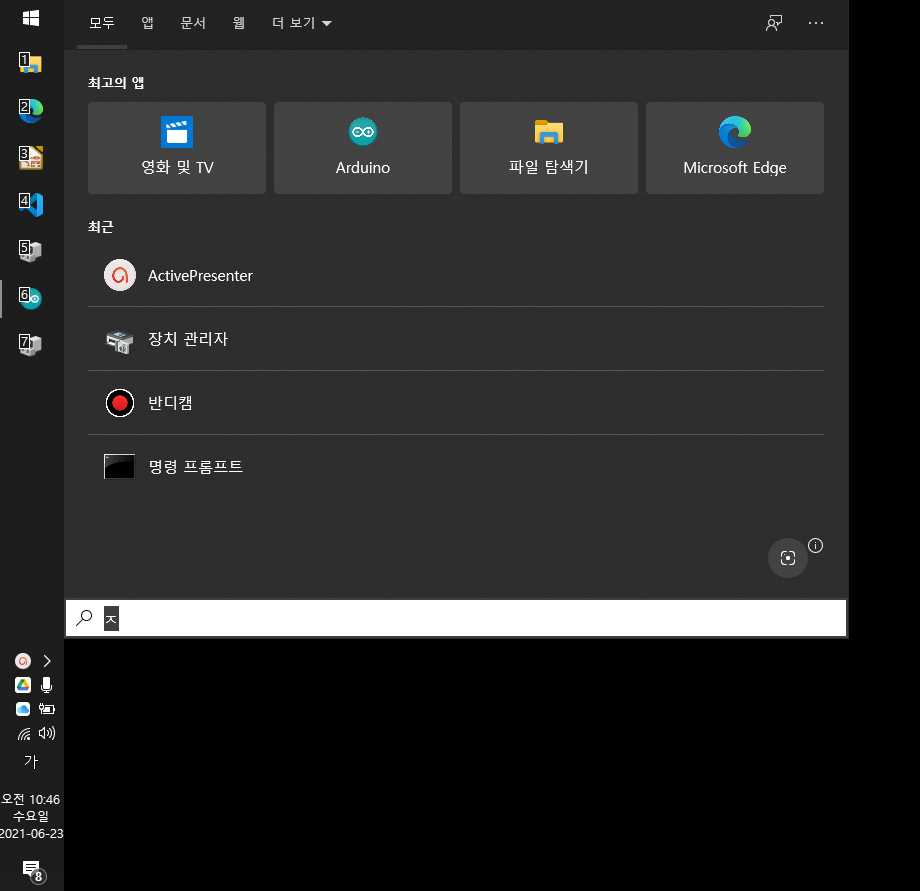 모두 앱 문서 웹 더 보기
최고의 앱
영화 및 TV
Arduino
파일 탐색기
Microsoft Edge
최근
ActivePresenter
장치 관리자
반디캠
명령 프롬프트
ㅈ
1
2
3
4
5
6
7
가
오전 10:46
수요일
2021-06-23
8